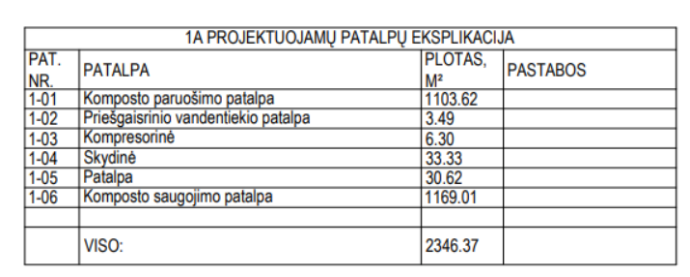 1A PROJEKTUOJAMŲ PATALPŲ EKSPLIKACIJA
PAT. NR. PATALPA PLOTAS, M² PASTABOS
1-01 Komposto paruošimo patalpa 1103.62
1-02 Priešgaisrinio vandentiekio patalpa 3.49
1-03 Kompresorinė 6.30
1-04 Skydinė 33.33
1-05 Patalpa 30.62
1-06 Komposto saugojimo patalpa 1169.01
VISO: 2346.37